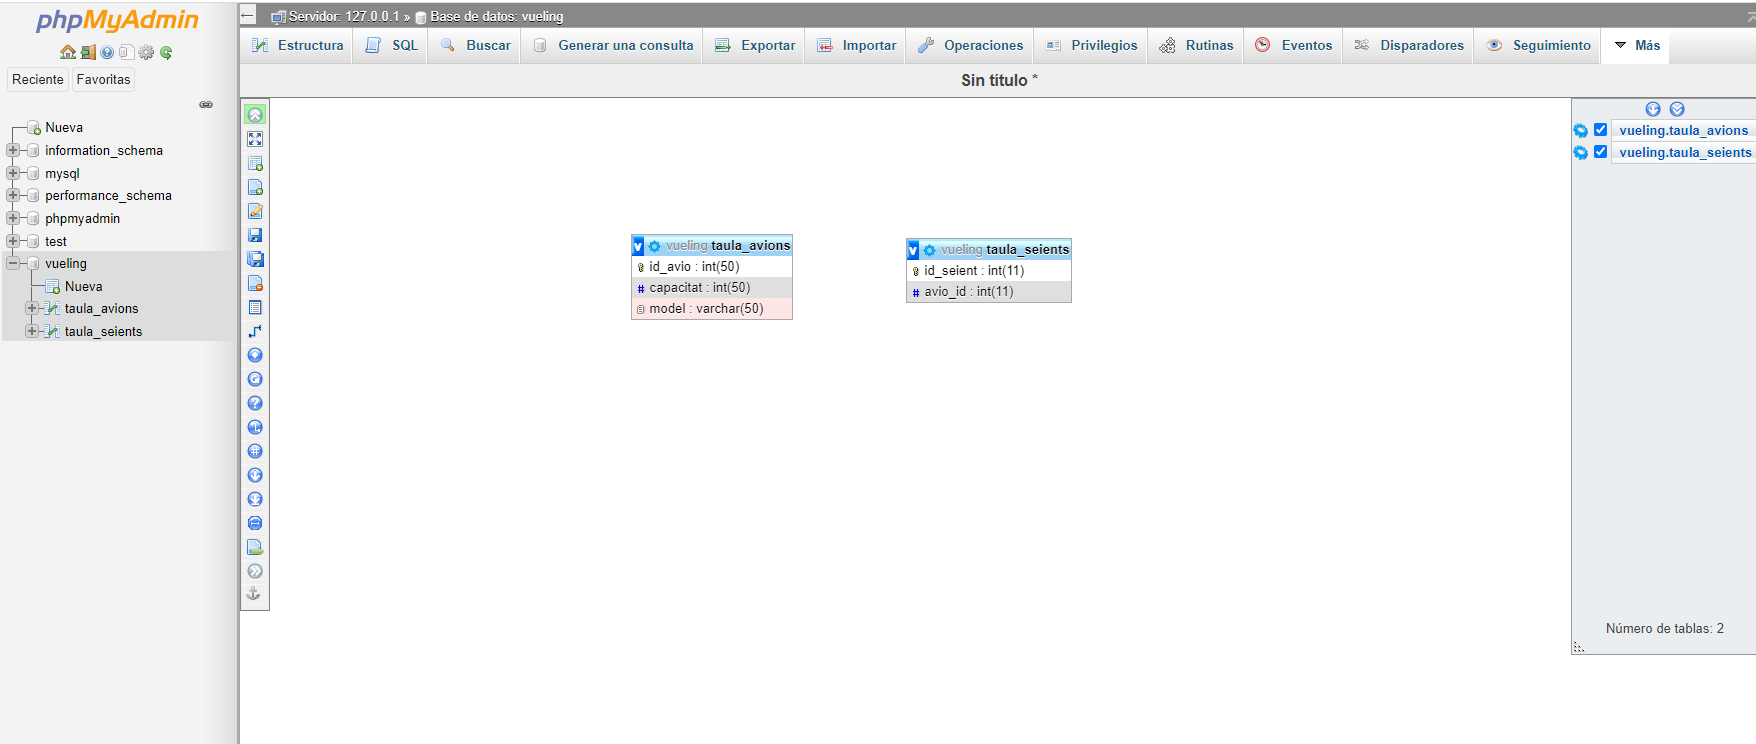 phpMyAdmin
Reciente Favoritas
Nueva
information_schema
mysql
performance_schema
phpmyadmin
test
vueling
Nueva
taula_avions
taula_seients
Servidor: 127.0.0.1 » Base de datos: vueling
Estructura SQL Buscar Generar una consulta Exportar Importar Operaciones Privilegios Rutinas Eventos Disparadores Seguimiento Más
Sin título *
v vueling taula_avions
id_avio : int(50)
# capacitat : int(50)
model : varchar(50)
v vueling taula_seients
id_seient : int(11)
# avio_id : int(11)
vueling.taula_avions
vueling.taula_seients
Número de tablas: 2